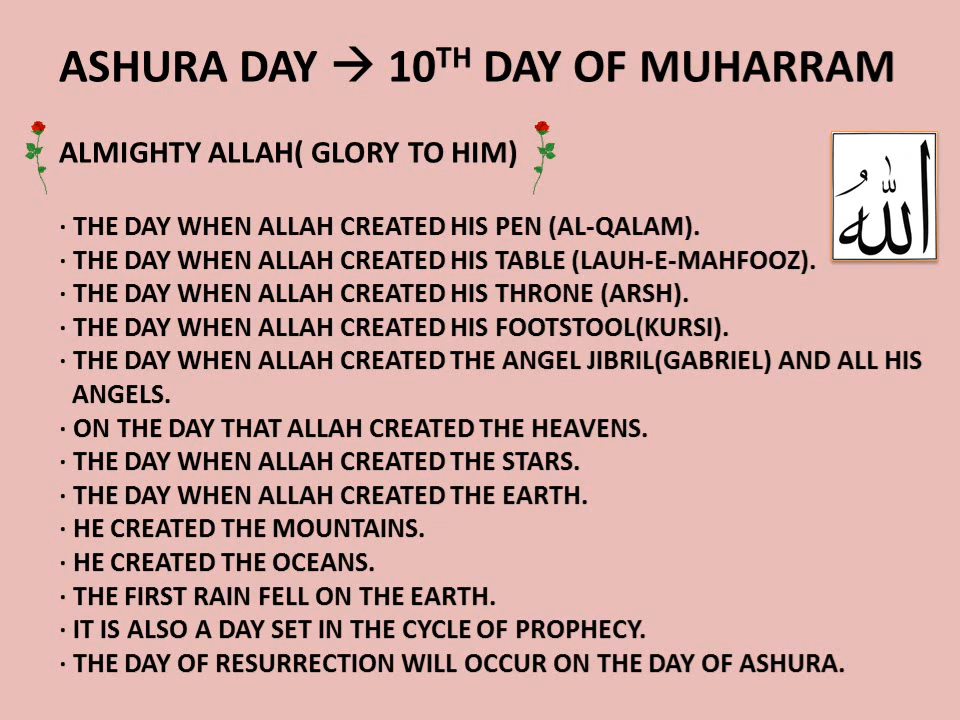 ASHURA DAY → 10TH DAY OF MUHARRAM
ALMIGHTY ALLAH( GLORY TO HIM)
الله
· THE DAY WHEN ALLAH CREATED HIS PEN (AL-QALAM).
· THE DAY WHEN ALLAH CREATED HIS TABLE (LAUH-E-MAHFOOZ).
· THE DAY WHEN ALLAH CREATED HIS THRONE (ARSH).
· THE DAY WHEN ALLAH CREATED HIS FOOTSTOOL(KURSI).
· THE DAY WHEN ALLAH CREATED THE ANGEL JIBRIL(GABRIEL) AND ALL HIS
ANGELS.
· ON THE DAY THAT ALLAH CREATED THE HEAVENS.
· THE DAY WHEN ALLAH CREATED THE STARS.
· THE DAY WHEN ALLAH CREATED THE EARTH.
· HE CREATED THE MOUNTAINS.
· HE CREATED THE OCEANS.
· THE FIRST RAIN FELL ON THE EARTH.
· IT IS ALSO A DAY SET IN THE CYCLE OF PROPHECY.
· THE DAY OF RESURRECTION WILL OCCUR ON THE DAY OF ASHURA.